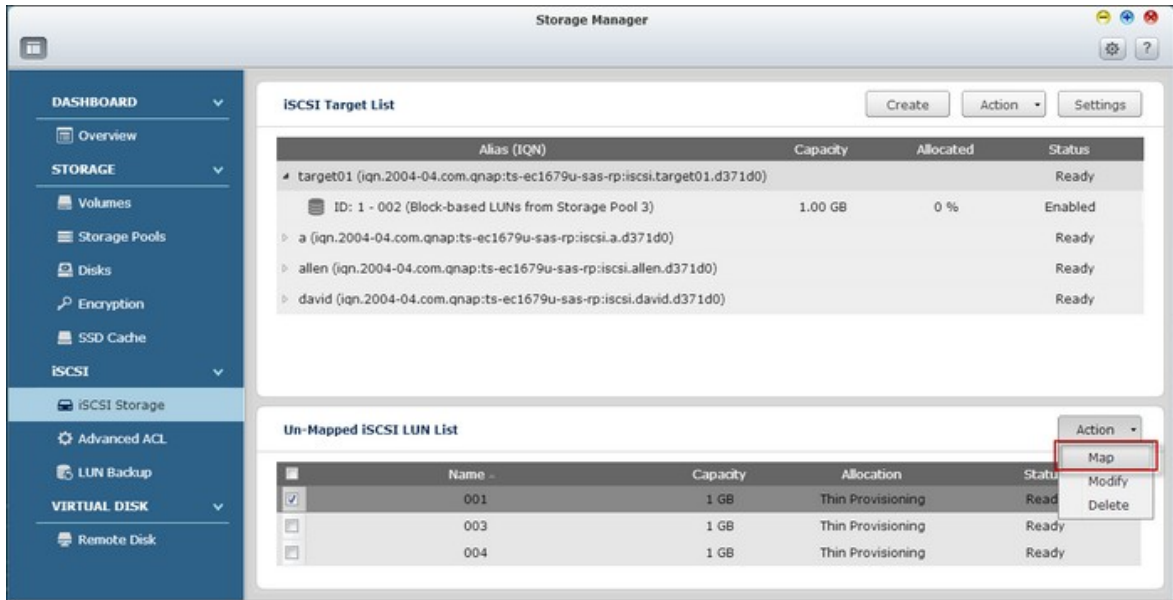 Storage Manager
?
DASHBOARD
Overview
STORAGE
Volumes
Storage Pools
Disks
Encryption
SSD Cache
iSCSI
iSCSI Storage
Advanced ACL
LUN Backup
VIRTUAL DISK
Remote Disk
iSCSI Target List Create Action Settings
Alias (IQN) Capacity Allocated Status
target01 (iqn.2004-04.com.qnap:ts-ec1679u-sas-rp:iscsi.target01.d371d0) Ready
ID: 1 - 002 (Block-based LUNs from Storage Pool 3) 1.00 GB 0 % Enabled
a (iqn.2004-04.com.qnap:ts-ec1679u-sas-rp:iscsi.a.d371d0) Ready
allen (iqn.2004-04.com.qnap:ts-ec1679u-sas-rp:iscsi.allen.d371d0) Ready
david (iqn.2004-04.com.qnap:ts-ec1679u-sas-rp:iscsi.david.d371d0) Ready
Un-Mapped iSCSI LUN List Action
Map
Modify
Delete
Name Capacity Allocation Statu
001 1 GB Thin Provisioning Read
003 1 GB Thin Provisioning Ready
004 1 GB Thin Provisioning Ready